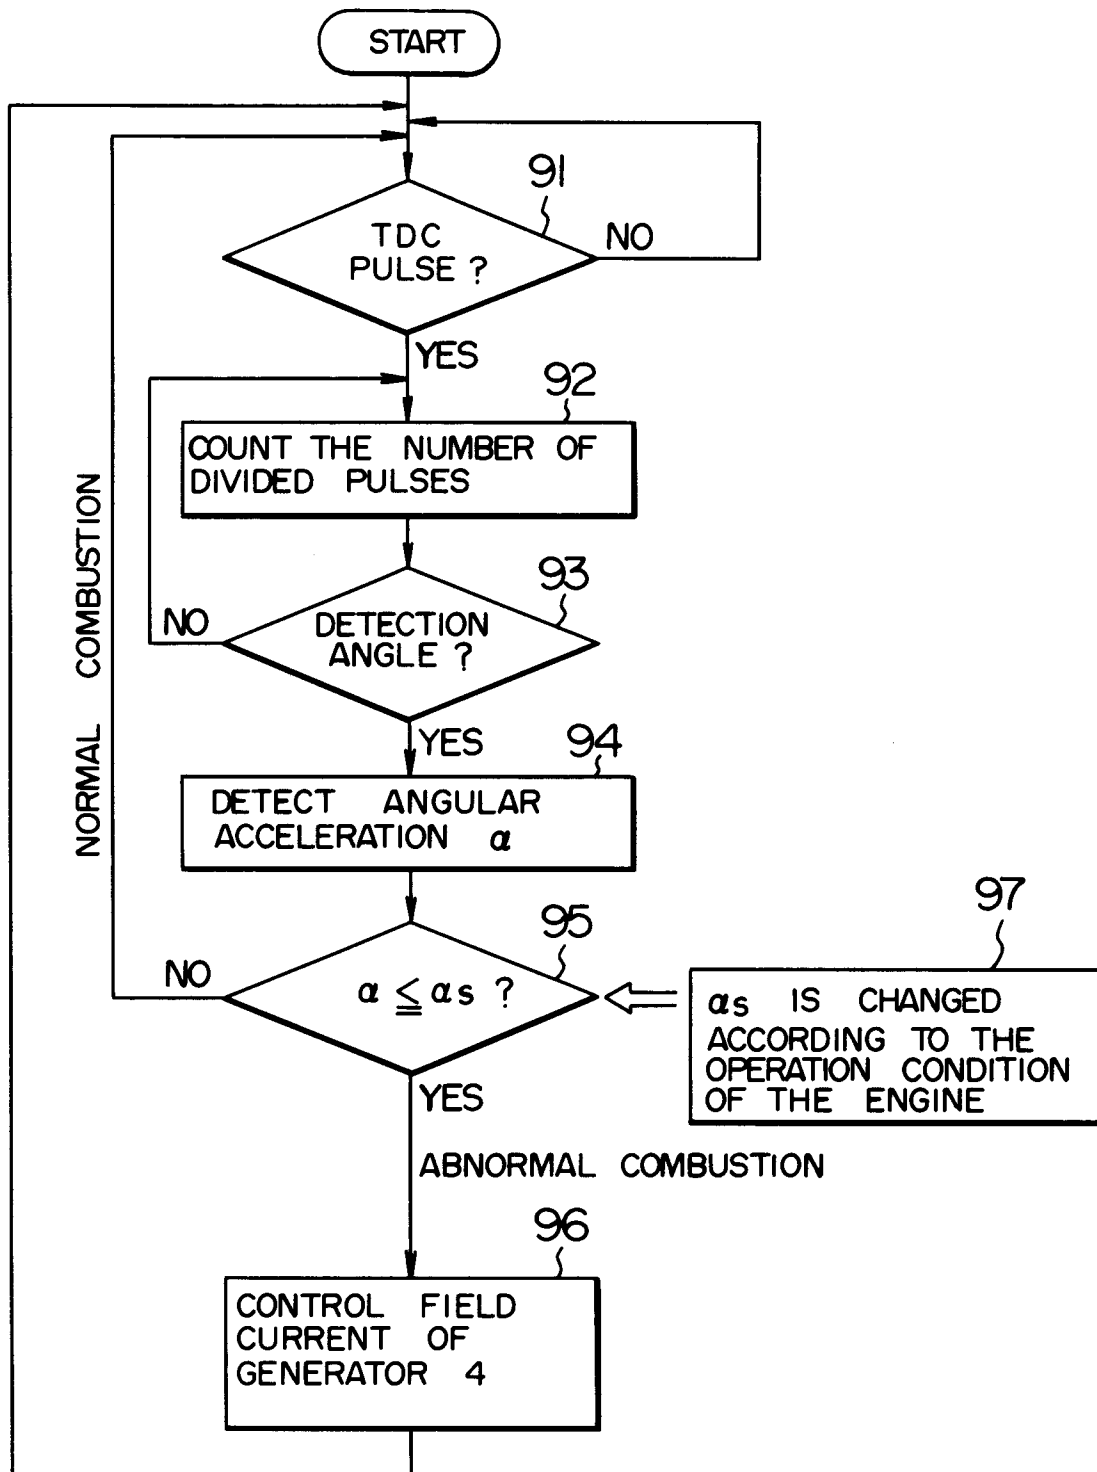 START
91
TDC
PULSE ?
NO
YES
92
COUNT THE NUMBER OF
DIVIDED PULSES
93
NO
DETECTION
ANGLE ?
YES
94
DETECT ANGULAR
ACCELERATION α
NORMAL COMBUSTION
95
NO
α ≦ αs ?
97
αs IS CHANGED
ACCORDING TO THE
OPERATION CONDITION
OF THE ENGINE
YES
ABNORMAL COMBUSTION
96
CONTROL FIELD
CURRENT OF
GENERATOR 4